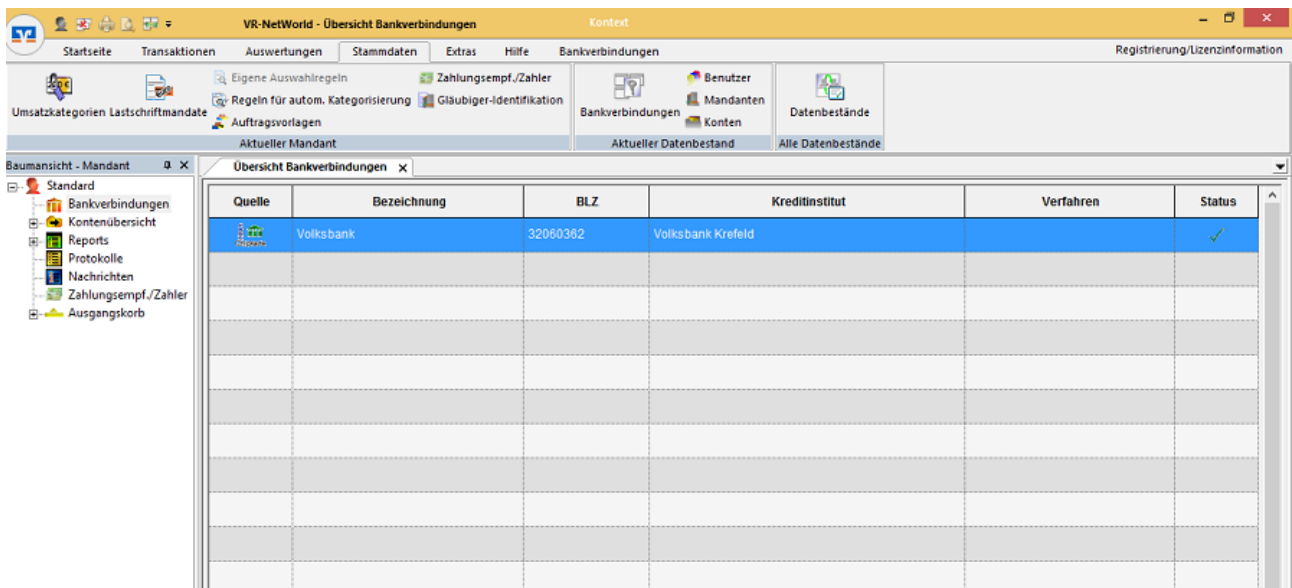 VR-NetWorld - Übersicht Bankverbindungen
Kontext
Startseite Transaktionen Auswertungen Stammdaten Extras Hilfe Bankverbindungen Registrierung/Lizenzinformation
Eigene Auswahlregeln Zahlungsempf./Zahler Benutzer
Regeln für autom. Kategorisierung Gläubiger-Identifikation Mandanten
Umsatzkategorien Lastschriftmandate Bankverbindungen Datenbestände
Auftragsvorlagen Konten
Aktueller Mandant Aktueller Datenbestand Alle Datenbestände
Baumansicht - Mandant
Übersicht Bankverbindungen
Standard
Bankverbindungen
Kontenübersicht
Reports
Protokolle
Nachrichten
Zahlungsempf./Zahler
Ausgangskorb
Quelle Bezeichnung BLZ Kreditinstitut Verfahren Status
Volksbank 32060362 Volksbank Krefeld